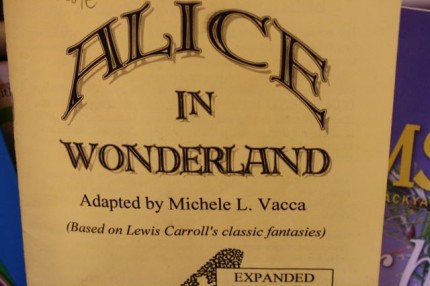 ALICE
IN
WONDERLAND
Adapted by Michele L. Vacca
(Based on Lewis Carroll's classic fantasies)
EXPANDED